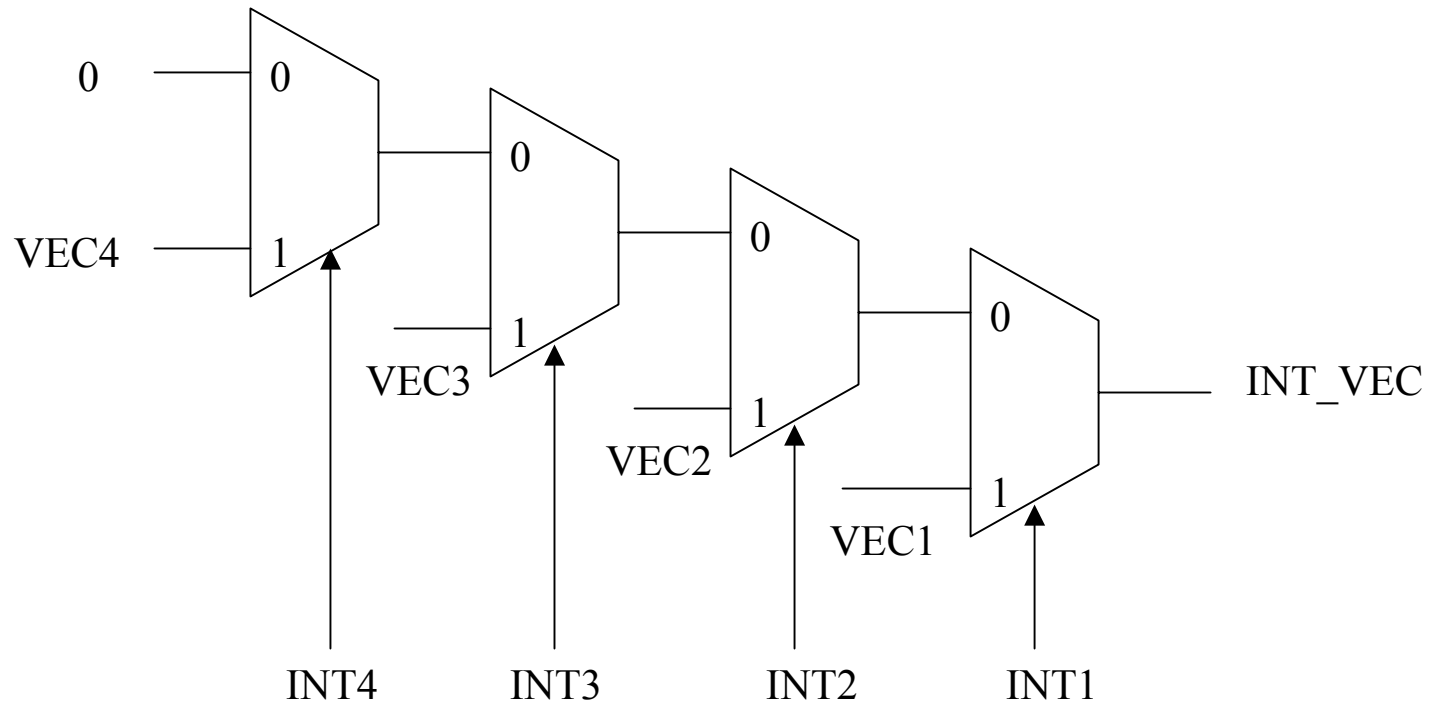 0
0
VEC4
1
0
VEC3
1
0
VEC2
1
0
VEC1
1
INT_VEC
INT4 INT3 INT2 INT1